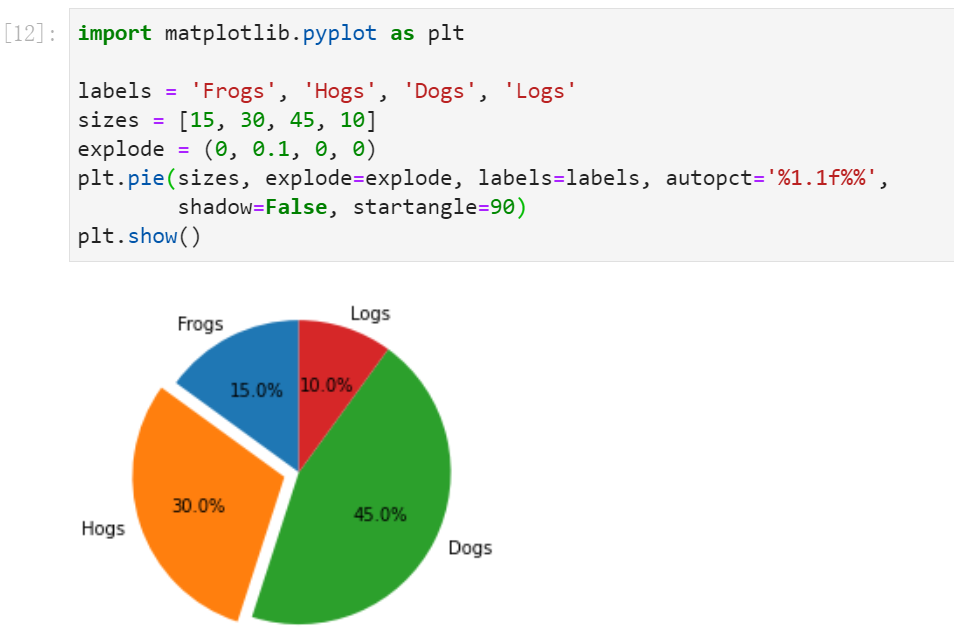 [12]:
import matplotlib.pyplot as plt
labels = 'Frogs', 'Hogs', 'Dogs', 'Logs'
sizes = [15, 30, 45, 10]
explode = (0, 0.1, 0, 0)
plt.pie(sizes, explode=explode, labels=labels, autopct='%1.1f%%',
        shadow=False, startangle=90)
plt.show()
Logs
Frogs
10.0%
15.0%
30.0%
45.0%
Hogs
Dogs